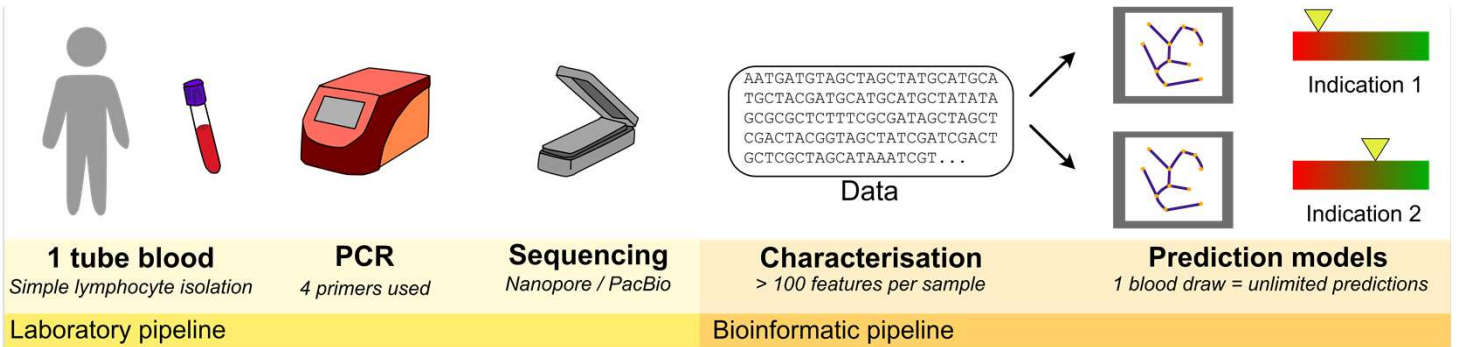 AATGATGTAGCTAGCTATGCATGCA
TGCTACGATGCATGCATGCTATATA
GCGCGCTCTTTCGCGATAGCTAGCT
CGACTACGGTAGCTATCGATCGACT
GCTCGCTAGCATAAATCGT...
Data
Indication 1
Indication 2
1 tube blood
Simple lymphocyte isolation
PCR
4 primers used
Sequencing
Nanopore / PacBio
Characterisation
> 100 features per sample
Prediction models
1 blood draw = unlimited predictions
Laboratory pipeline
Bioinformatic pipeline